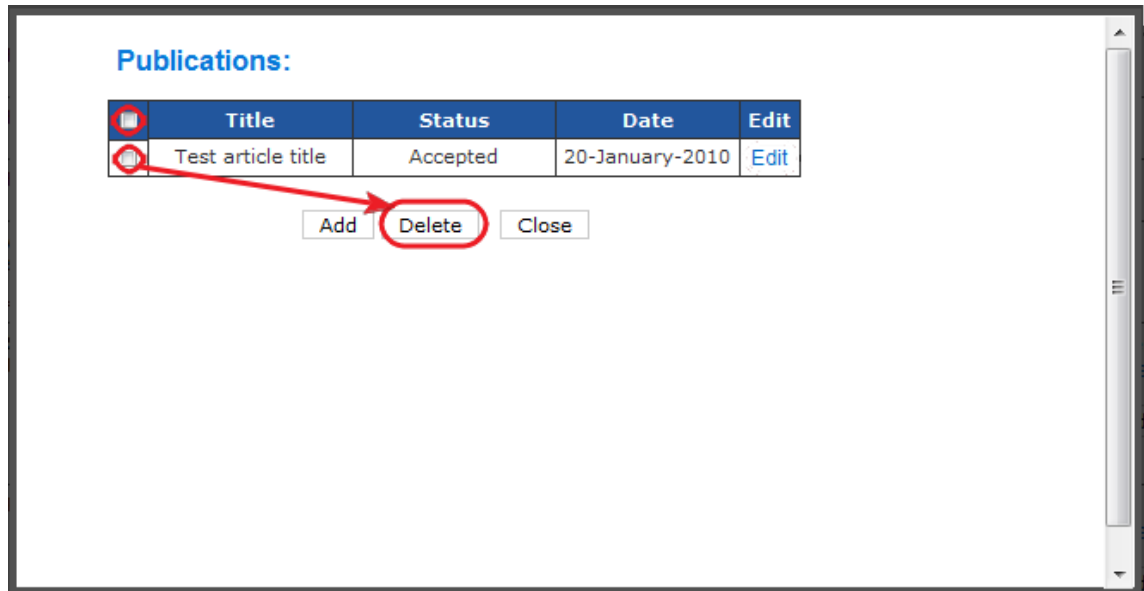 Publications:
Title Status Date Edit
Test article title Accepted 20-January-2010 Edit
Add Delete Close